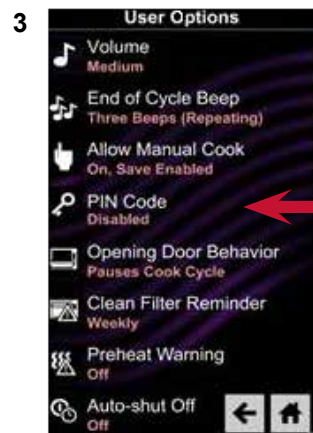 3
User Options
Volume
Medium
End of Cycle Beep
Three Beeps (Repeating)
Allow Manual Cook
On, Save Enabled
PIN Code
Disabled
Opening Door Behavior
Pauses Cook Cycle
Clean Filter Reminder
Weekly
Preheat Warning
Off
Auto-shut Off
Off